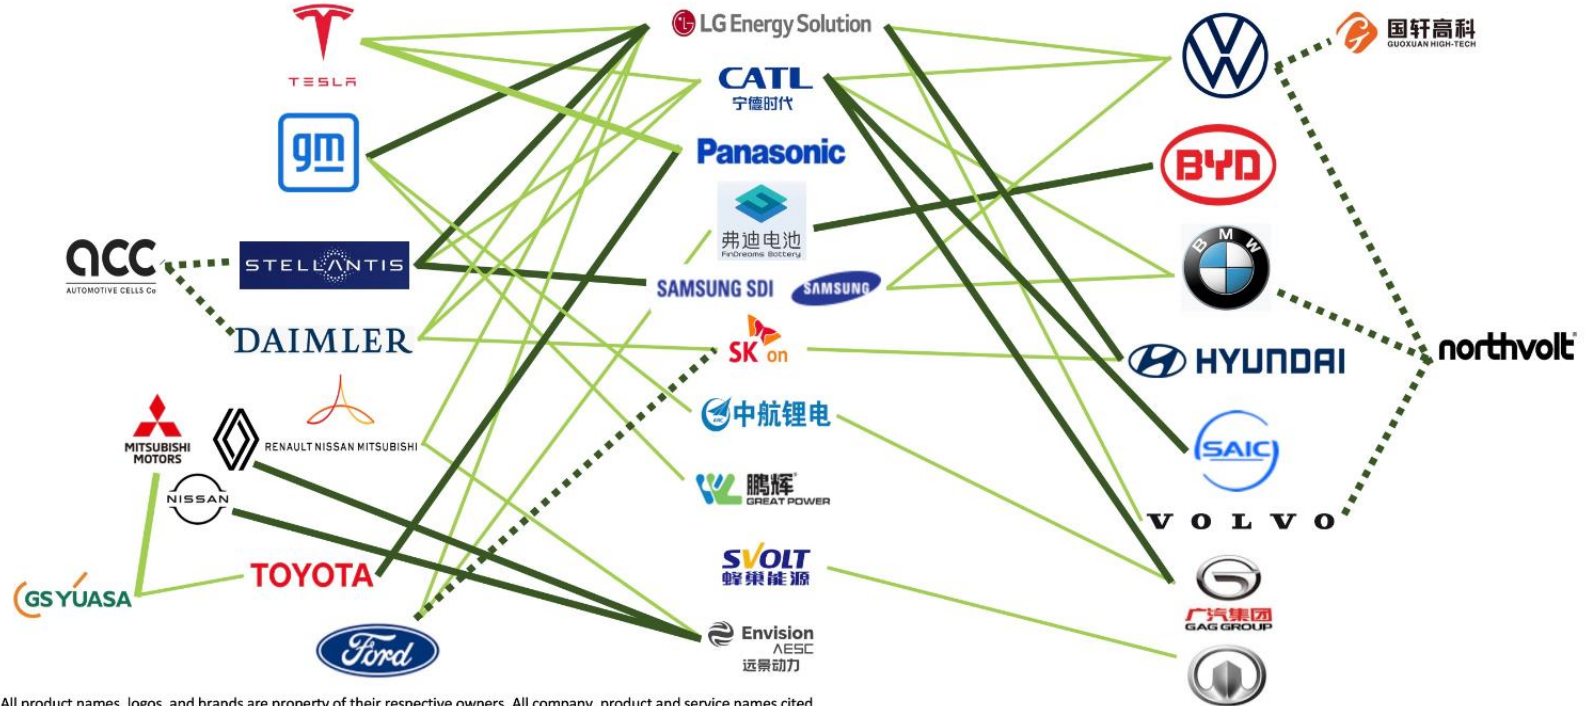 TESLA
gm
acc
AUTOMOTIVE CELLS Co
STELLANTIS
DAIMLER
MITSUBISHI
MOTORS
RENAULT NISSAN MITSUBISHI
NISSAN
GS YUASA
TOYOTA
Ford
LG Energy Solution
CATL
宁德时代
Panasonic
弗迪电池
FinDreams Battery
SAMSUNG SDI
SAMSUNG
SK on
中航锂电
鹏辉
GREAT POWER
SVOLT
蜂巢能源
Envision
AESC
远景动力
国轩高科
GUOXUAN HIGH-TECH
BYD
BMW
HYUNDAI
northvolt
SAIC
VOLVO
广汽集团
GAG GROUP
All product names, logos, and brands are property of their respective owners. All company, product and service names cited